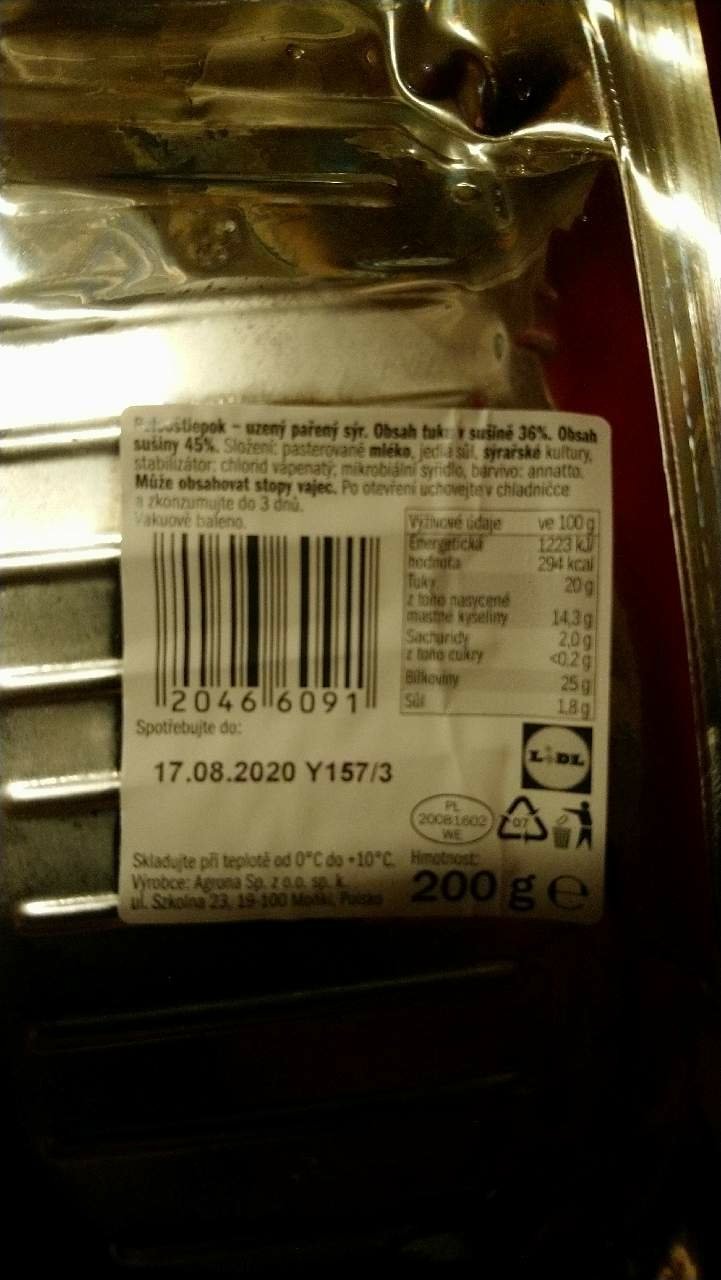 – uzený pařený sýr. Obsah tuku v sušině 36%. Obsah
sušiny 45%. Složení: pasterované mléko, jedlá sůl, sýrařské kultury,
stabilizátor: chlorid vápenatý; mikrobiální syřidlo, barvivo: annatto.
Může obsahovat stopy vajec. Po otevření uchovejte v chladničce
a zkonzumujte do 3 dnů.
Vakuově baleno.
Výživové údaje ve 100 g
Energetická 1223 kJ/
hodnota 294 kcal
Tuky 20 g
z toho nasycené
mastné kyseliny 14,3 g
Sacharidy 2,0 g
z toho cukry <0,2 g
Bílkoviny 25 g
Sůl 1,8 g
20466091
Spotřebujte do:
17.08.2020 Y157/3
LIDL
PL
20081602
WE
07
Skladujte při teplotě od 0°C do +10°C.
Výrobce: Agrona Sp. z o.o. sp. k.
ul. Szkolna 23, 19-100 Mońki, Polsko
Hmotnost:
200 g e